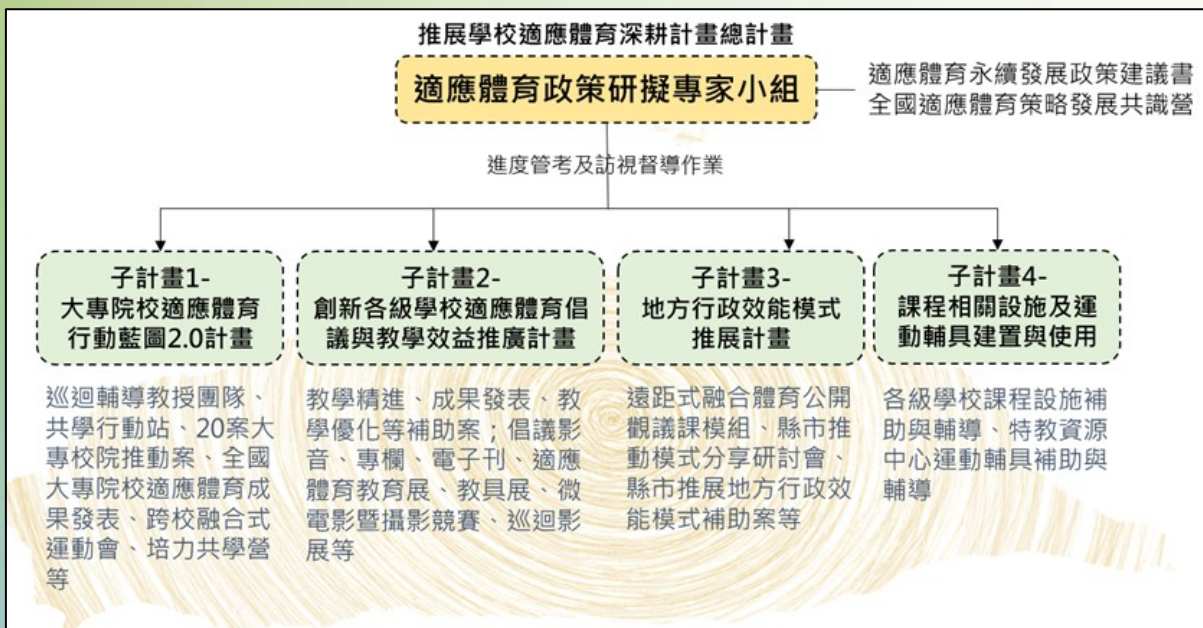 推展學校適應體育深耕計畫總計畫
適應體育政策研擬專家小組
適應體育永續發展政策建議書
全國適應體育策略發展共識營
進度管考及訪視督導作業
子計畫1-
大專院校適應體育
行動藍圖2.0計畫
巡迴輔導教授團隊、
共學行動站、20案大
專校院推動案、全國
大專院校適應體育成
果發表、跨校融合式
運動會、培力共學營
等
子計畫2-
創新各級學校適應體育倡
議與教學效益推廣計畫
教學精進、成果發表、教
學優化等補助案；倡議影
音、專欄、電子刊、適應
體育教育展、教具展、微
電影暨攝影競賽、巡迴影
展等
子計畫3-
地方行政效能模式
推展計畫
遠距式融合體育公開
觀議課模組、縣市推
動模式分享研討會、
縣市推展地方行政效
能模式補助案等
子計畫4-
課程相關設施及運
動輔具建置與使用
各級學校課程設施補
助與輔導、特教資源
中心運動輔具補助與
輔導